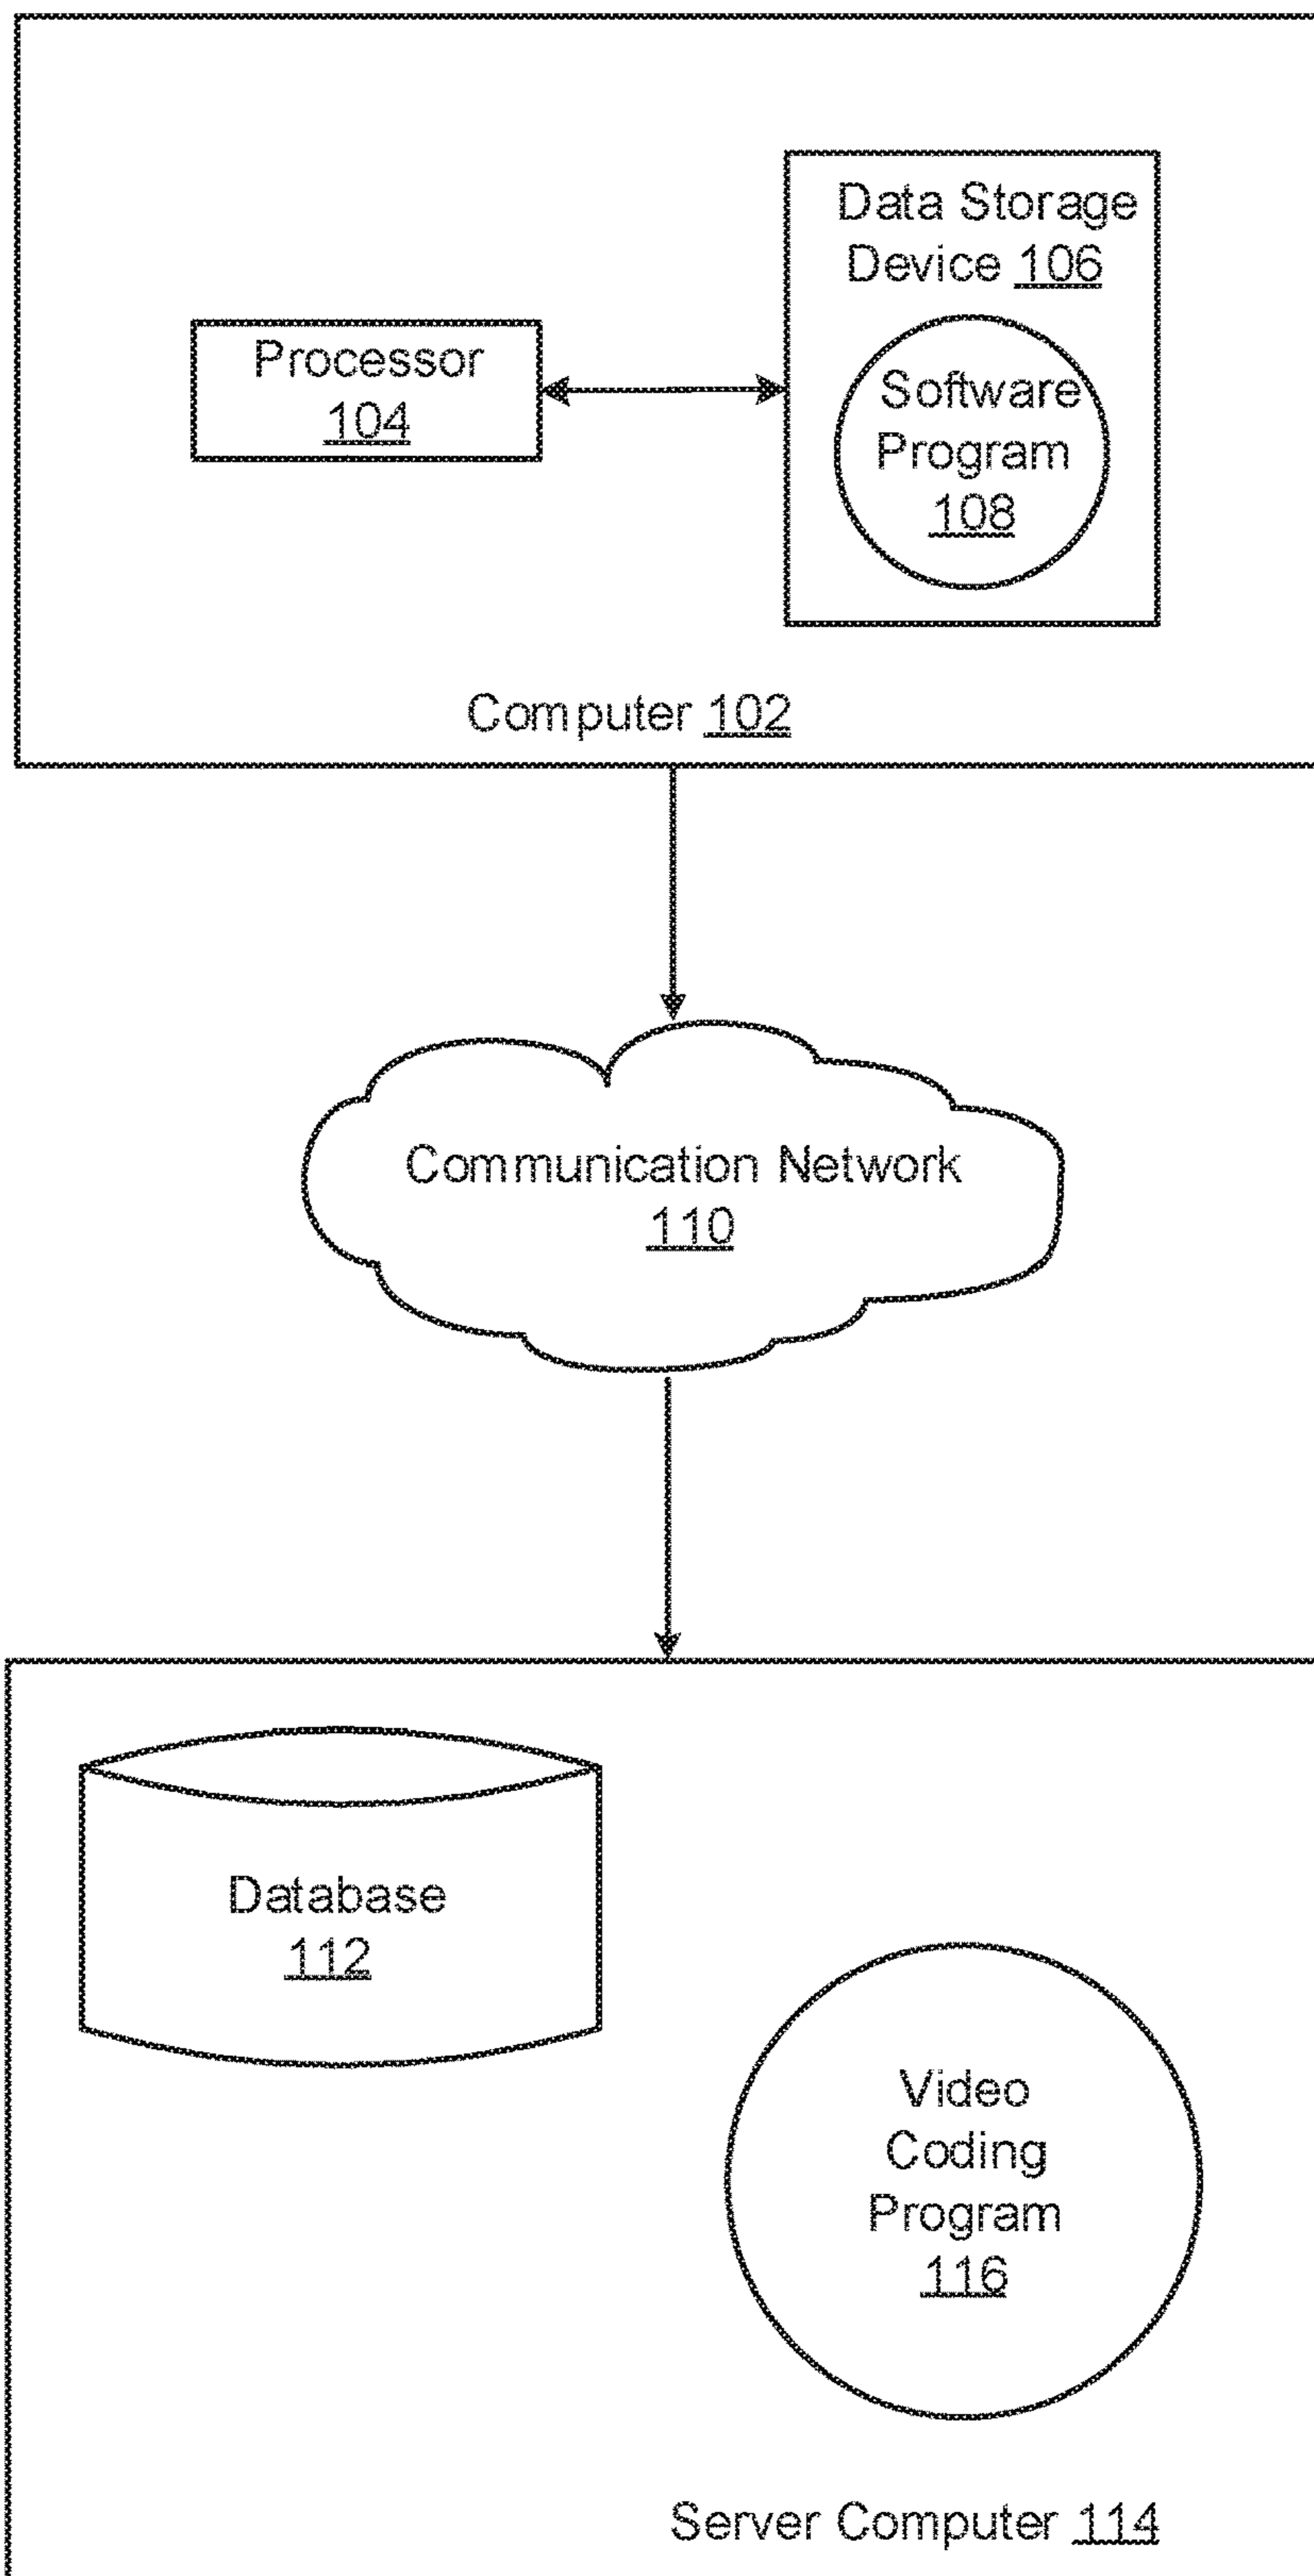 Data Storage
Device 106
Processor
104
Software
Program
108
Computer 102
Communication Network
110
Database
112
Video
Coding
Program
116
Server Computer 114